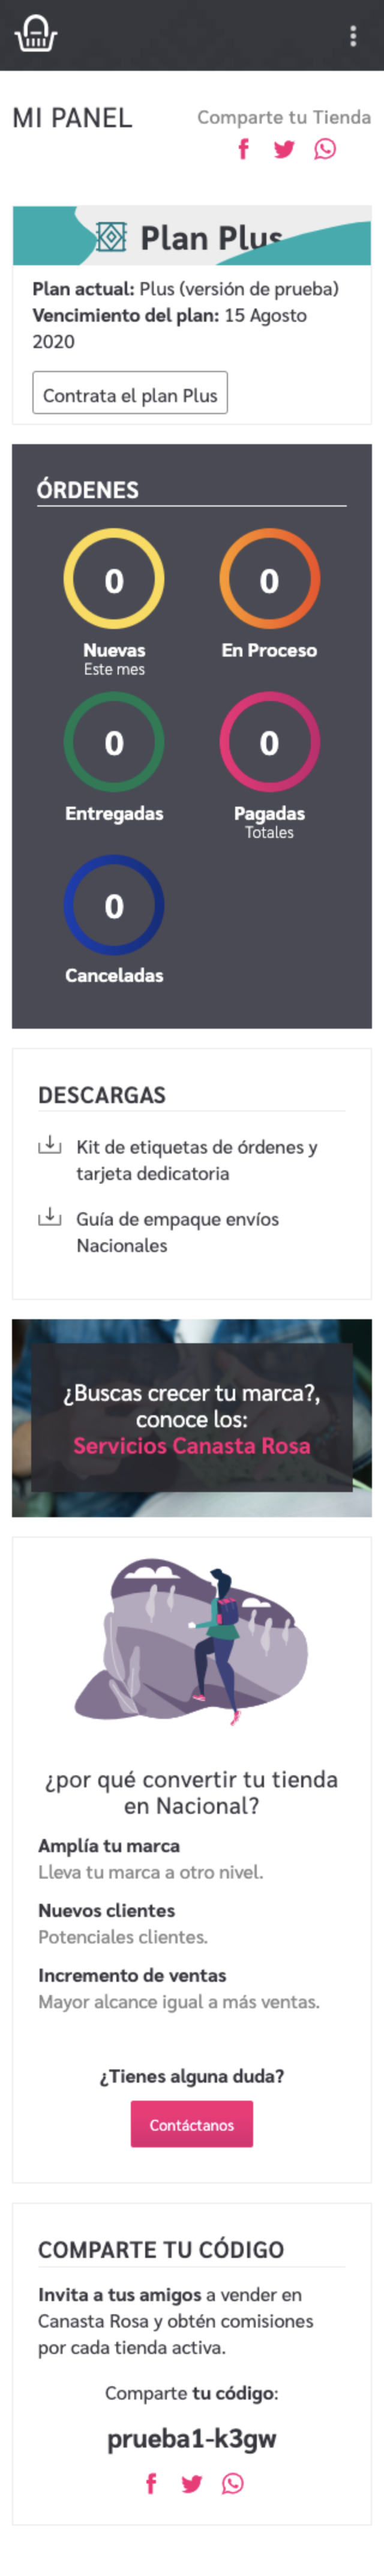 MI PANEL
Comparte tu Tienda
Plan Plus
Plan actual: Plus (versión de prueba)
Vencimiento del plan: 15 Agosto
2020
Contrata el plan Plus
ÓRDENES
0
0
Nuevas
En Proceso
Este mes
0
0
Entregadas
Pagadas
Totales
0
Canceladas
DESCARGAS
Kit de etiquetas de órdenes y
tarjeta dedicatoria
Guía de empaque envíos
Nacionales
¿Buscas crecer tu marca?,
conoce los:
Servicios Canasta Rosa
¿por qué convertir tu tienda
en Nacional?
Amplía tu marca
Lleva tu marca a otro nivel.
Nuevos clientes
Potenciales clientes.
Incremento de ventas
Mayor alcance igual a más ventas.
¿Tienes alguna duda?
Contáctanos
COMPARTE TU CÓDIGO
Invita a tus amigos a vender en
Canasta Rosa y obtén comisiones
por cada tienda activa.
Comparte tu código:
prueba1-k3gw